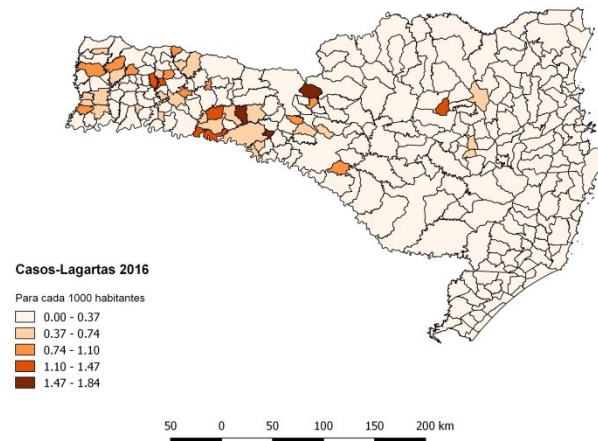 Casos-Lagartas 2016
Para cada 1000 habitantes
0.00 - 0.37
0.37 - 0.74
0.74 - 1.10
1.10 - 1.47
1.47 - 1.84
50 0 50 100 150 200 km